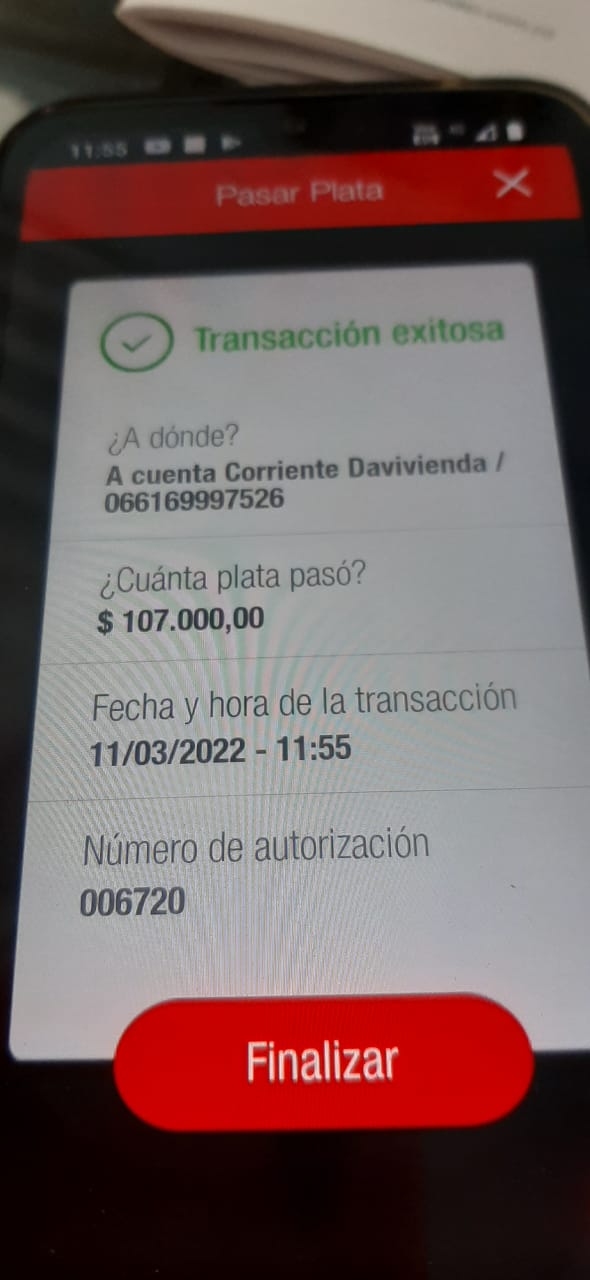 11:55
Pasar Plata
Transacción exitosa
¿A dónde?
A cuenta Corriente Davivienda /
066169997526
¿Cuánta plata pasó?
$ 107.000,00
Fecha y hora de la transacción
11/03/2022 - 11:55
Número de autorización
006720
Finalizar